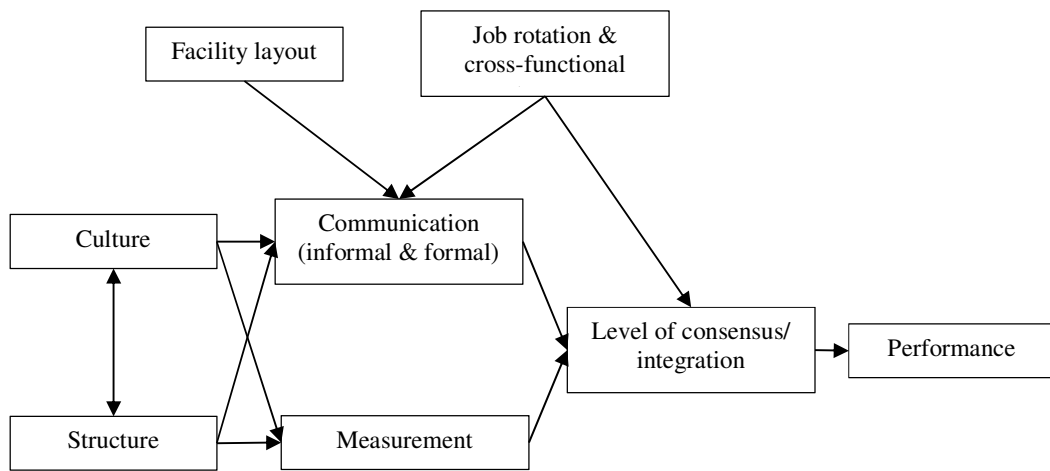 Facility layout
Job rotation &
cross-functional
Communication
(informal & formal)
Culture
Level of consensus/
integration
Performance
Structure
Measurement